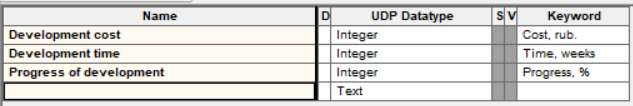 Name D UDP Datatype S V Keyword
Development cost Integer Cost, rub.
Development time Integer Time, weeks
Progress of development Integer Progress, %
Text